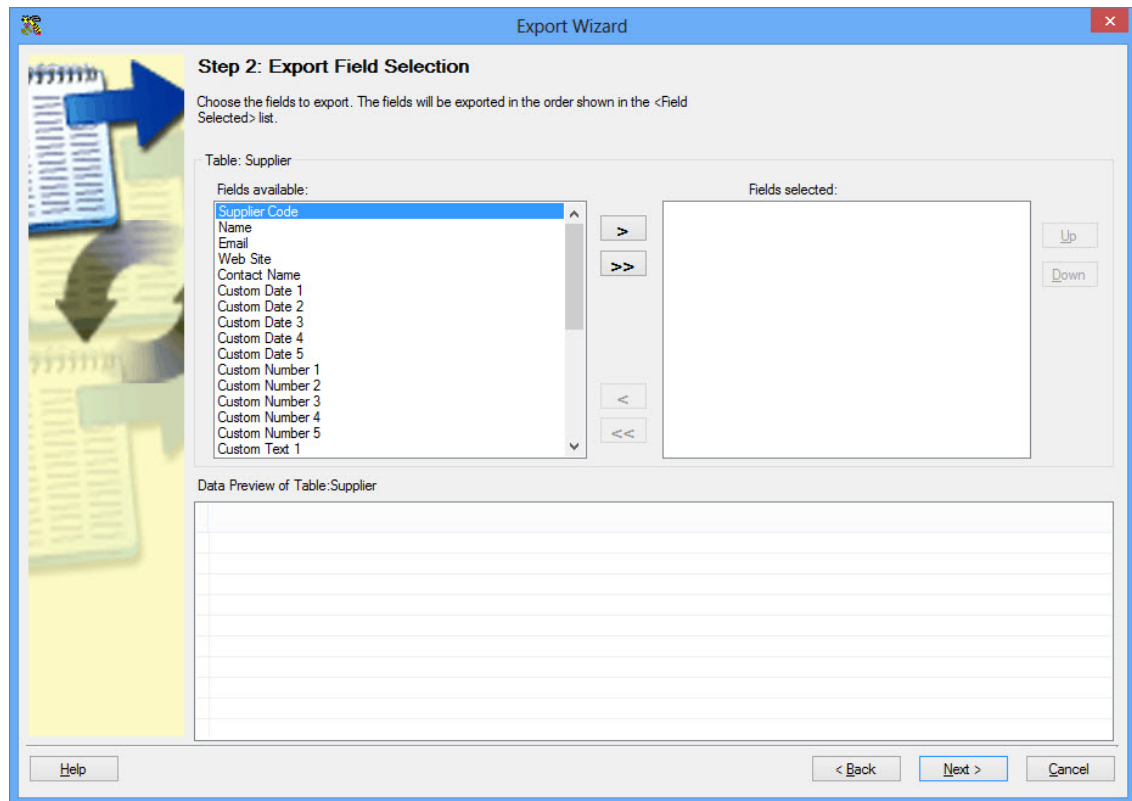 Export Wizard
Step 2: Export Field Selection
Choose the fields to export. The fields will be exported in the order shown in the <Field
Selected> list.
Table: Supplier
Fields available:
Fields selected:
Supplier Code
Name
Email
Web Site
Contact Name
Custom Date 1
Custom Date 2
Custom Date 3
Custom Date 4
Custom Date 5
Custom Number 1
Custom Number 2
Custom Number 3
Custom Number 4
Custom Number 5
Custom Text 1
>
>>
<
<<
Up
Down
Data Preview of Table:Supplier
Help
< Back
Next >
Cancel